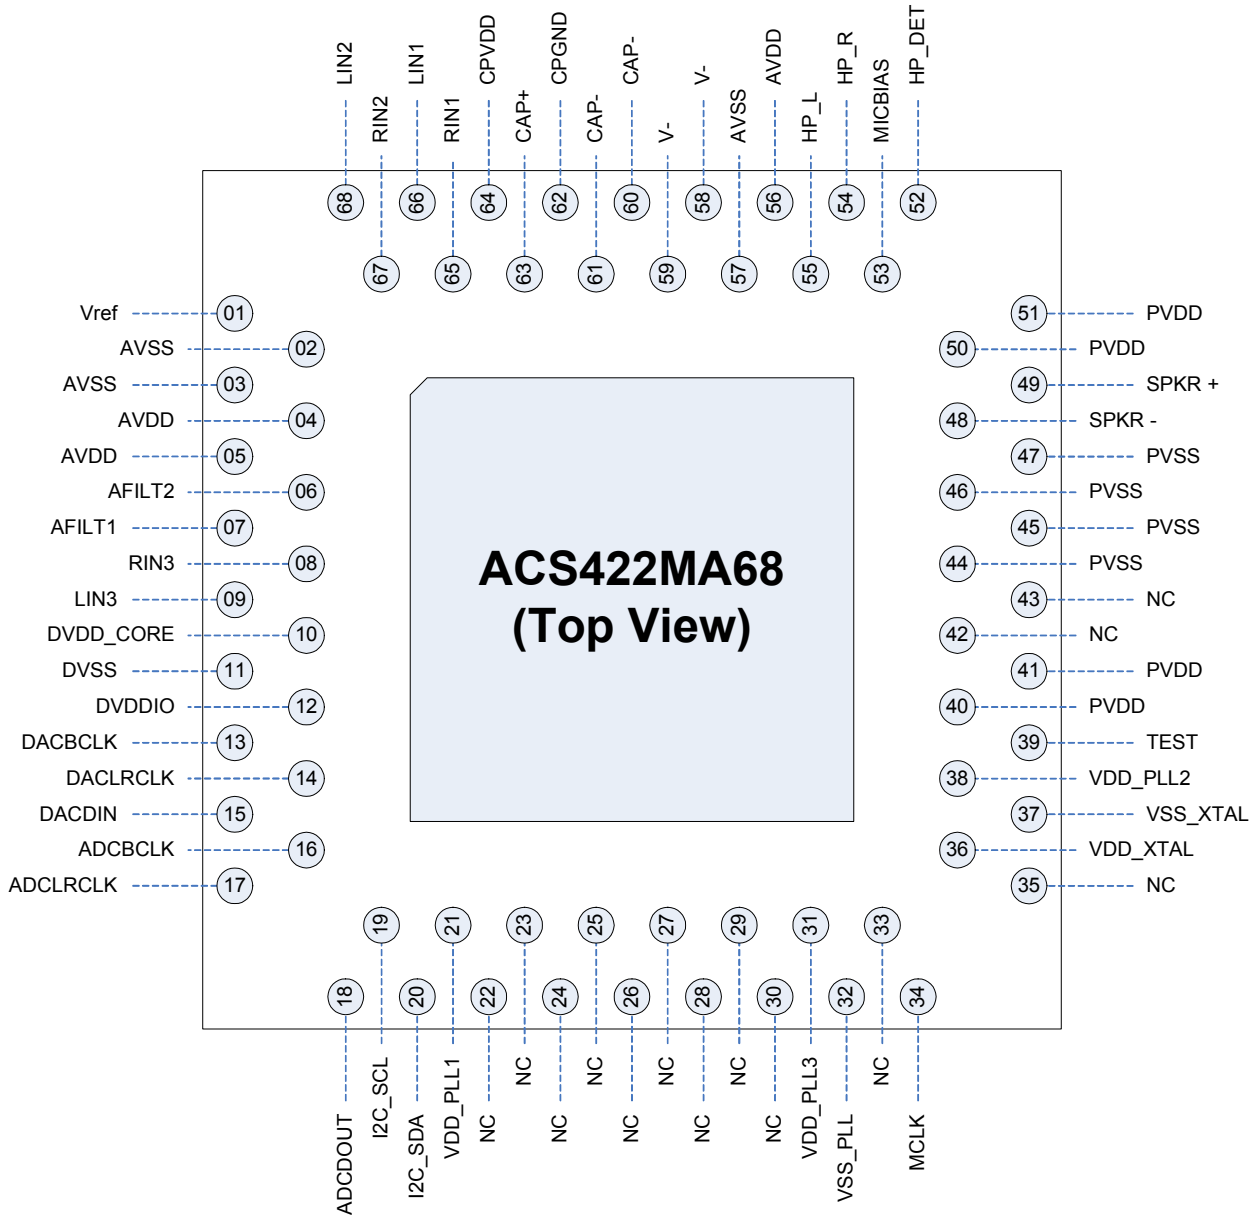 LIN2
RIN2
LIN1
RIN1
CPVDD
CAP+
CPGND
CAP-
CAP-
V-
V-
AVSS
AVDD
HP_L
HP_R
MICBIAS
HP_DET
68
67
66
65
64
63
62
61
60
59
58
57
56
55
54
53
52
Vref 01
AVSS 02
AVSS 03
AVDD 04
AVDD 05
AFILT2 06
AFILT1 07
RIN3 08
LIN3 09
DVDD_CORE 10
DVSS 11
DVDDIO 12
DACBCLK 13
DACLRCLK 14
DACDIN 15
ADCBCLK 16
ADCLRCLK 17
ACS422MA68
(Top View)
51 PVDD
50 PVDD
49 SPKR +
48 SPKR -
47 PVSS
46 PVSS
45 PVSS
44 PVSS
43 NC
42 NC
41 PVDD
40 PVDD
39 TEST
38 VDD_PLL2
37 VSS_XTAL
36 VDD_XTAL
35 NC
18
19
20
21
22
23
24
25
26
27
28
29
30
31
32
33
34
ADCDOUT
I2C_SCL
I2C_SDA
VDD_PLL1
NC
NC
NC
NC
NC
NC
NC
NC
NC
VDD_PLL3
VSS_PLL
NC
MCLK